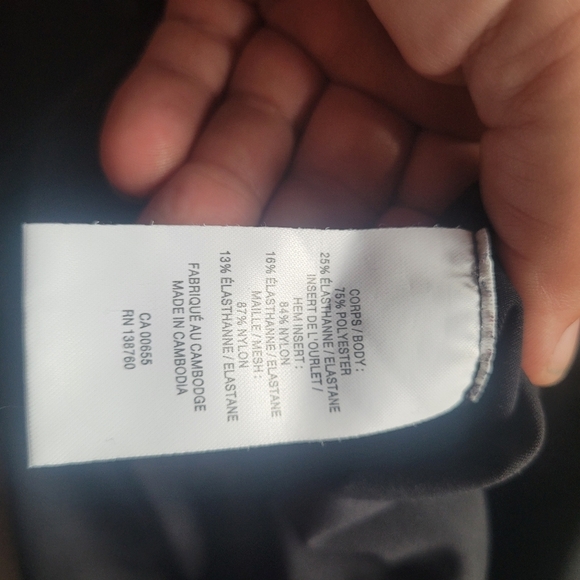 CORPS / BODY :
75% POLYESTER
25% ÉLASTHANNE / ELASTANE
INSERT DE L'OURLET /
HEM INSERT :
84% NYLON
16% ÉLASTHANNE / ELASTANE
MAILLE / MESH :
87% NYLON
13% ÉLASTHANNE / ELASTANE
FABRIQUÉ AU CAMBODGE
MADE IN CAMBODIA
CA 00655
RN 138780